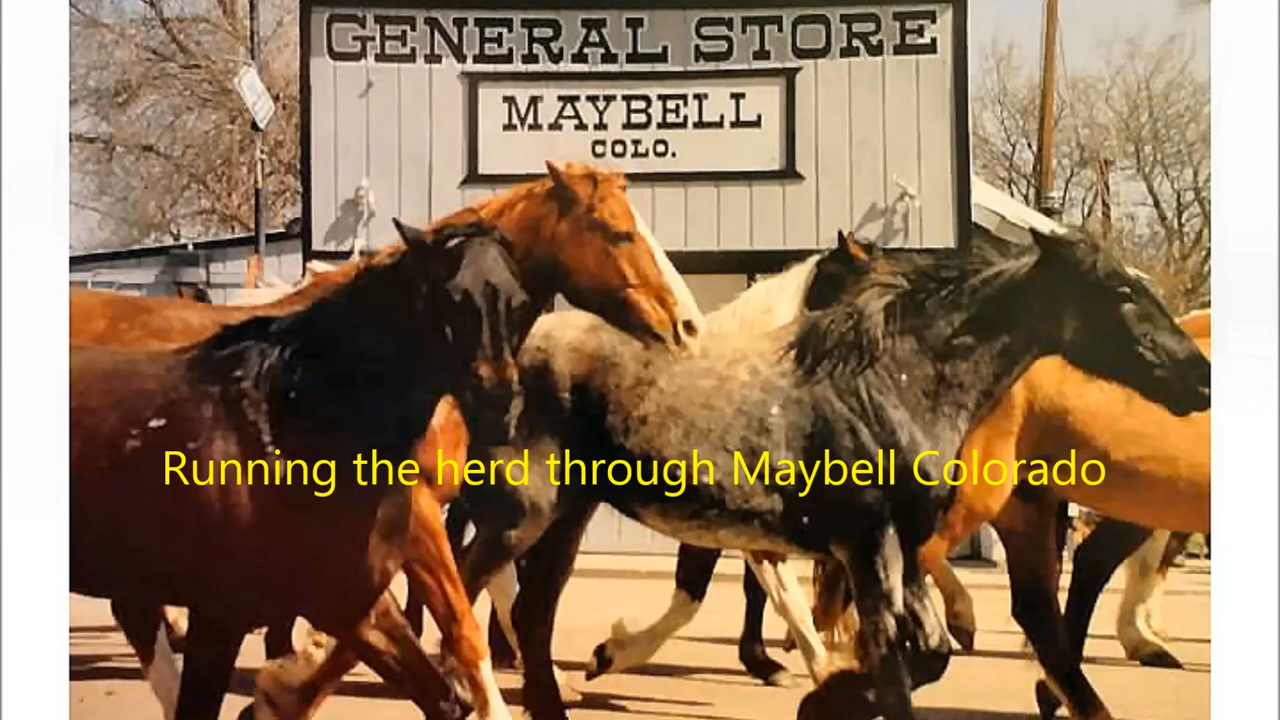 GENERAL STORE
MAYBELL
COLO.
Running the herd through Maybell Colorado